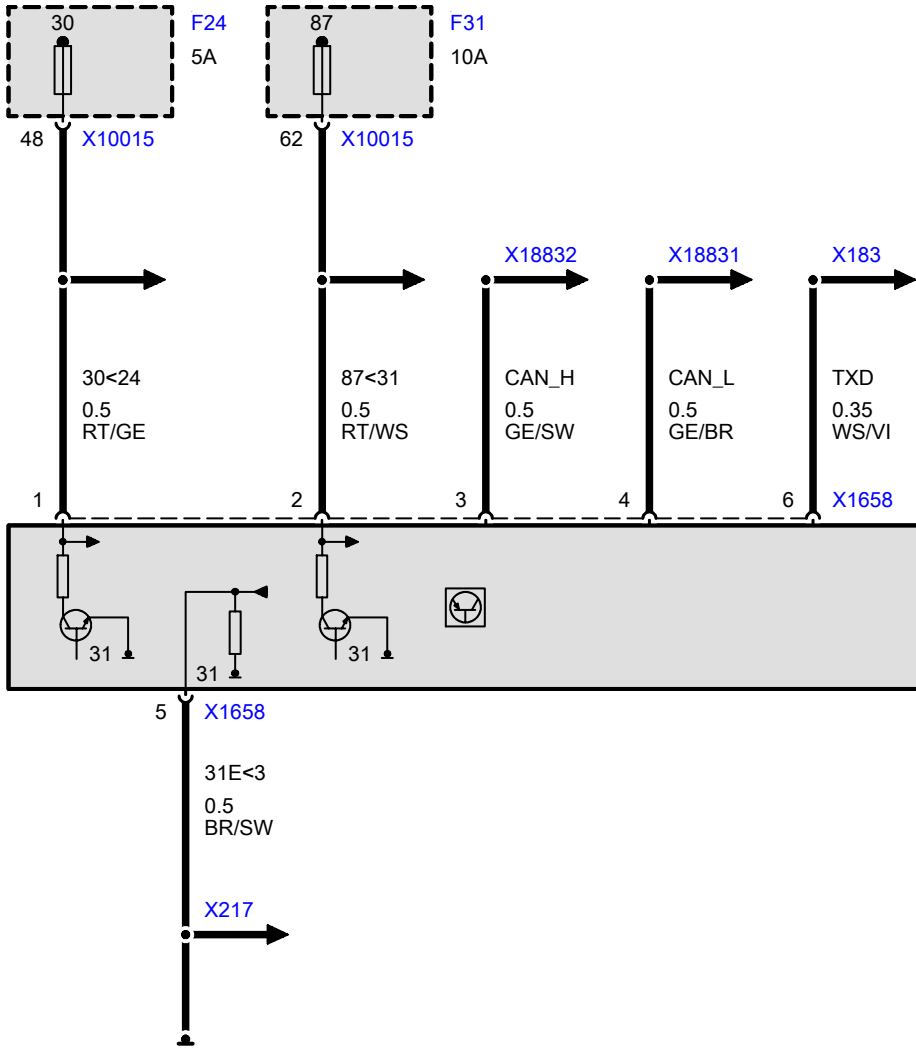 30 F24 87 F31
5A 10A
48 X10015 62 X10015
X18832 X18831 X183
30<24 87<31 CAN_H CAN_L TXD
0.5 0.5 0.5 0.5 0.35
RT/GE RT/WS GE/SW GE/BR WS/VI
1 2 3 4 6 X1658
31 31
31
5 X1658
31E<3
0.5
BR/SW
X217